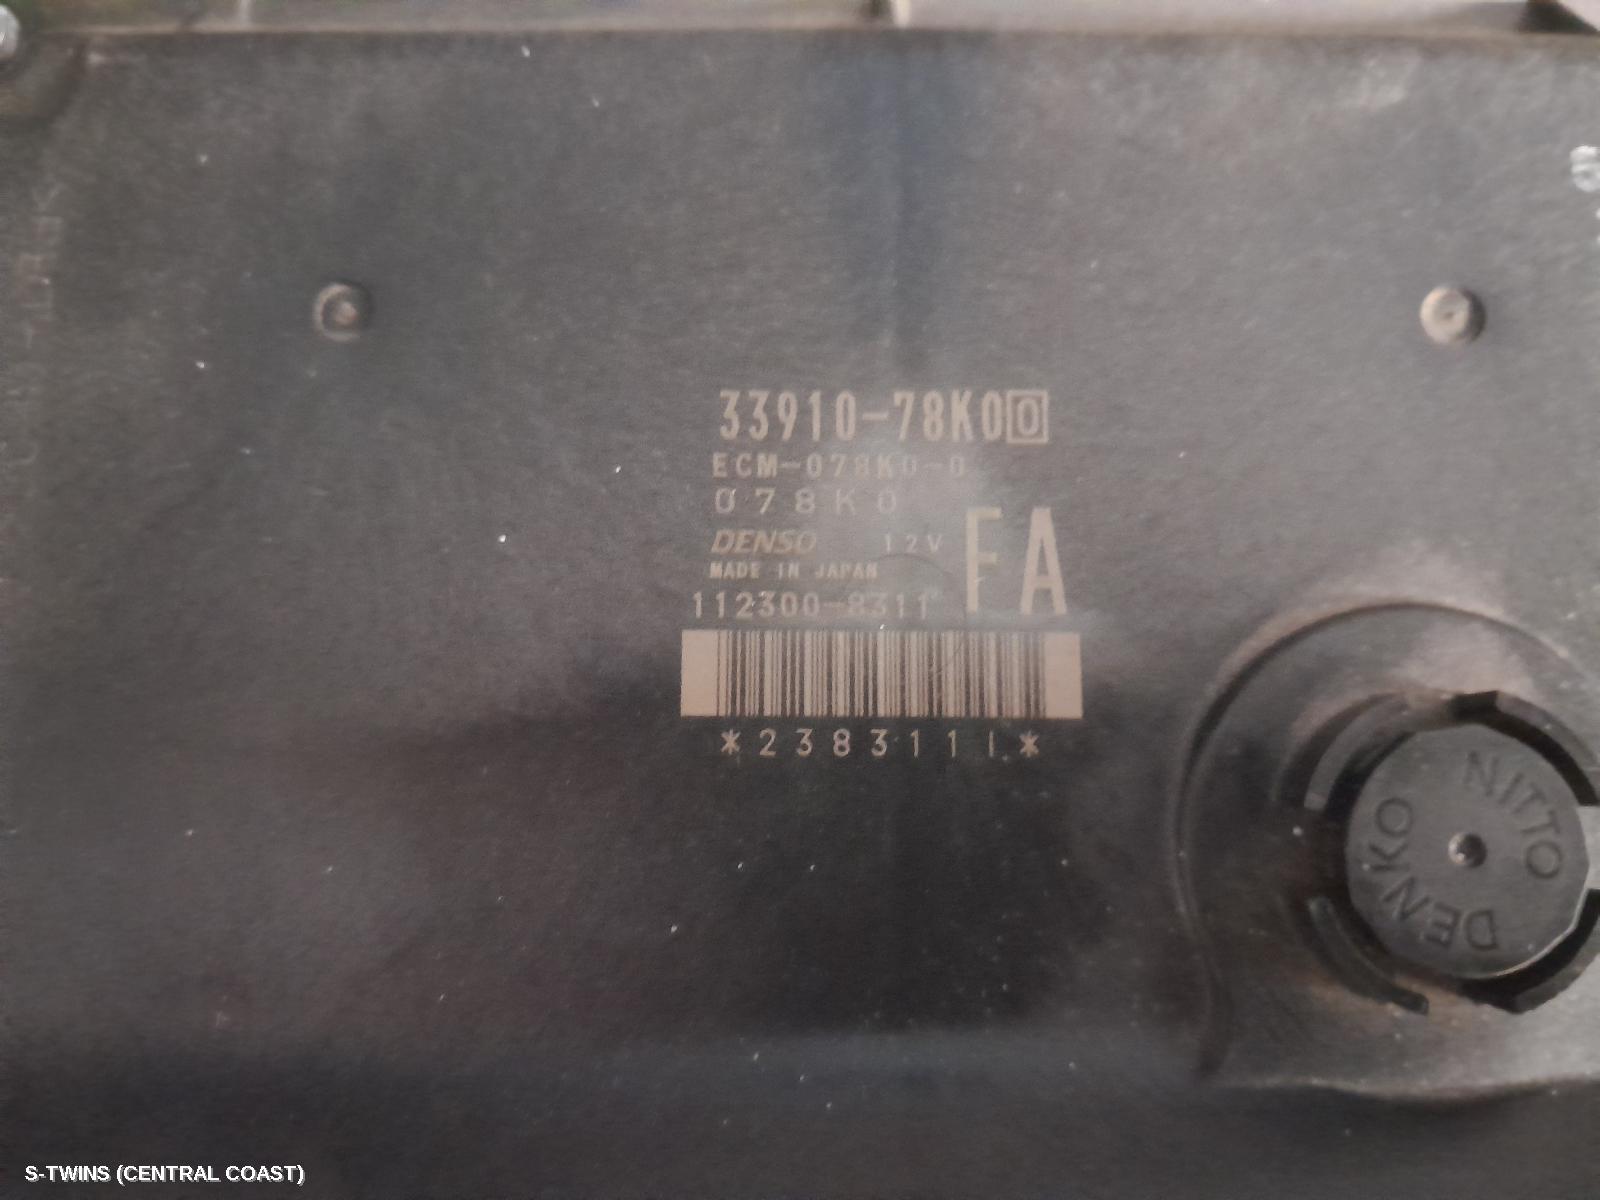 33910-78K00
ECM-078K0-0
078K0
DENSO 12V FA
MADE IN JAPAN
112300-8311
*2383111*
NITTO
DENKO
S-TWINS (CENTRAL COAST)